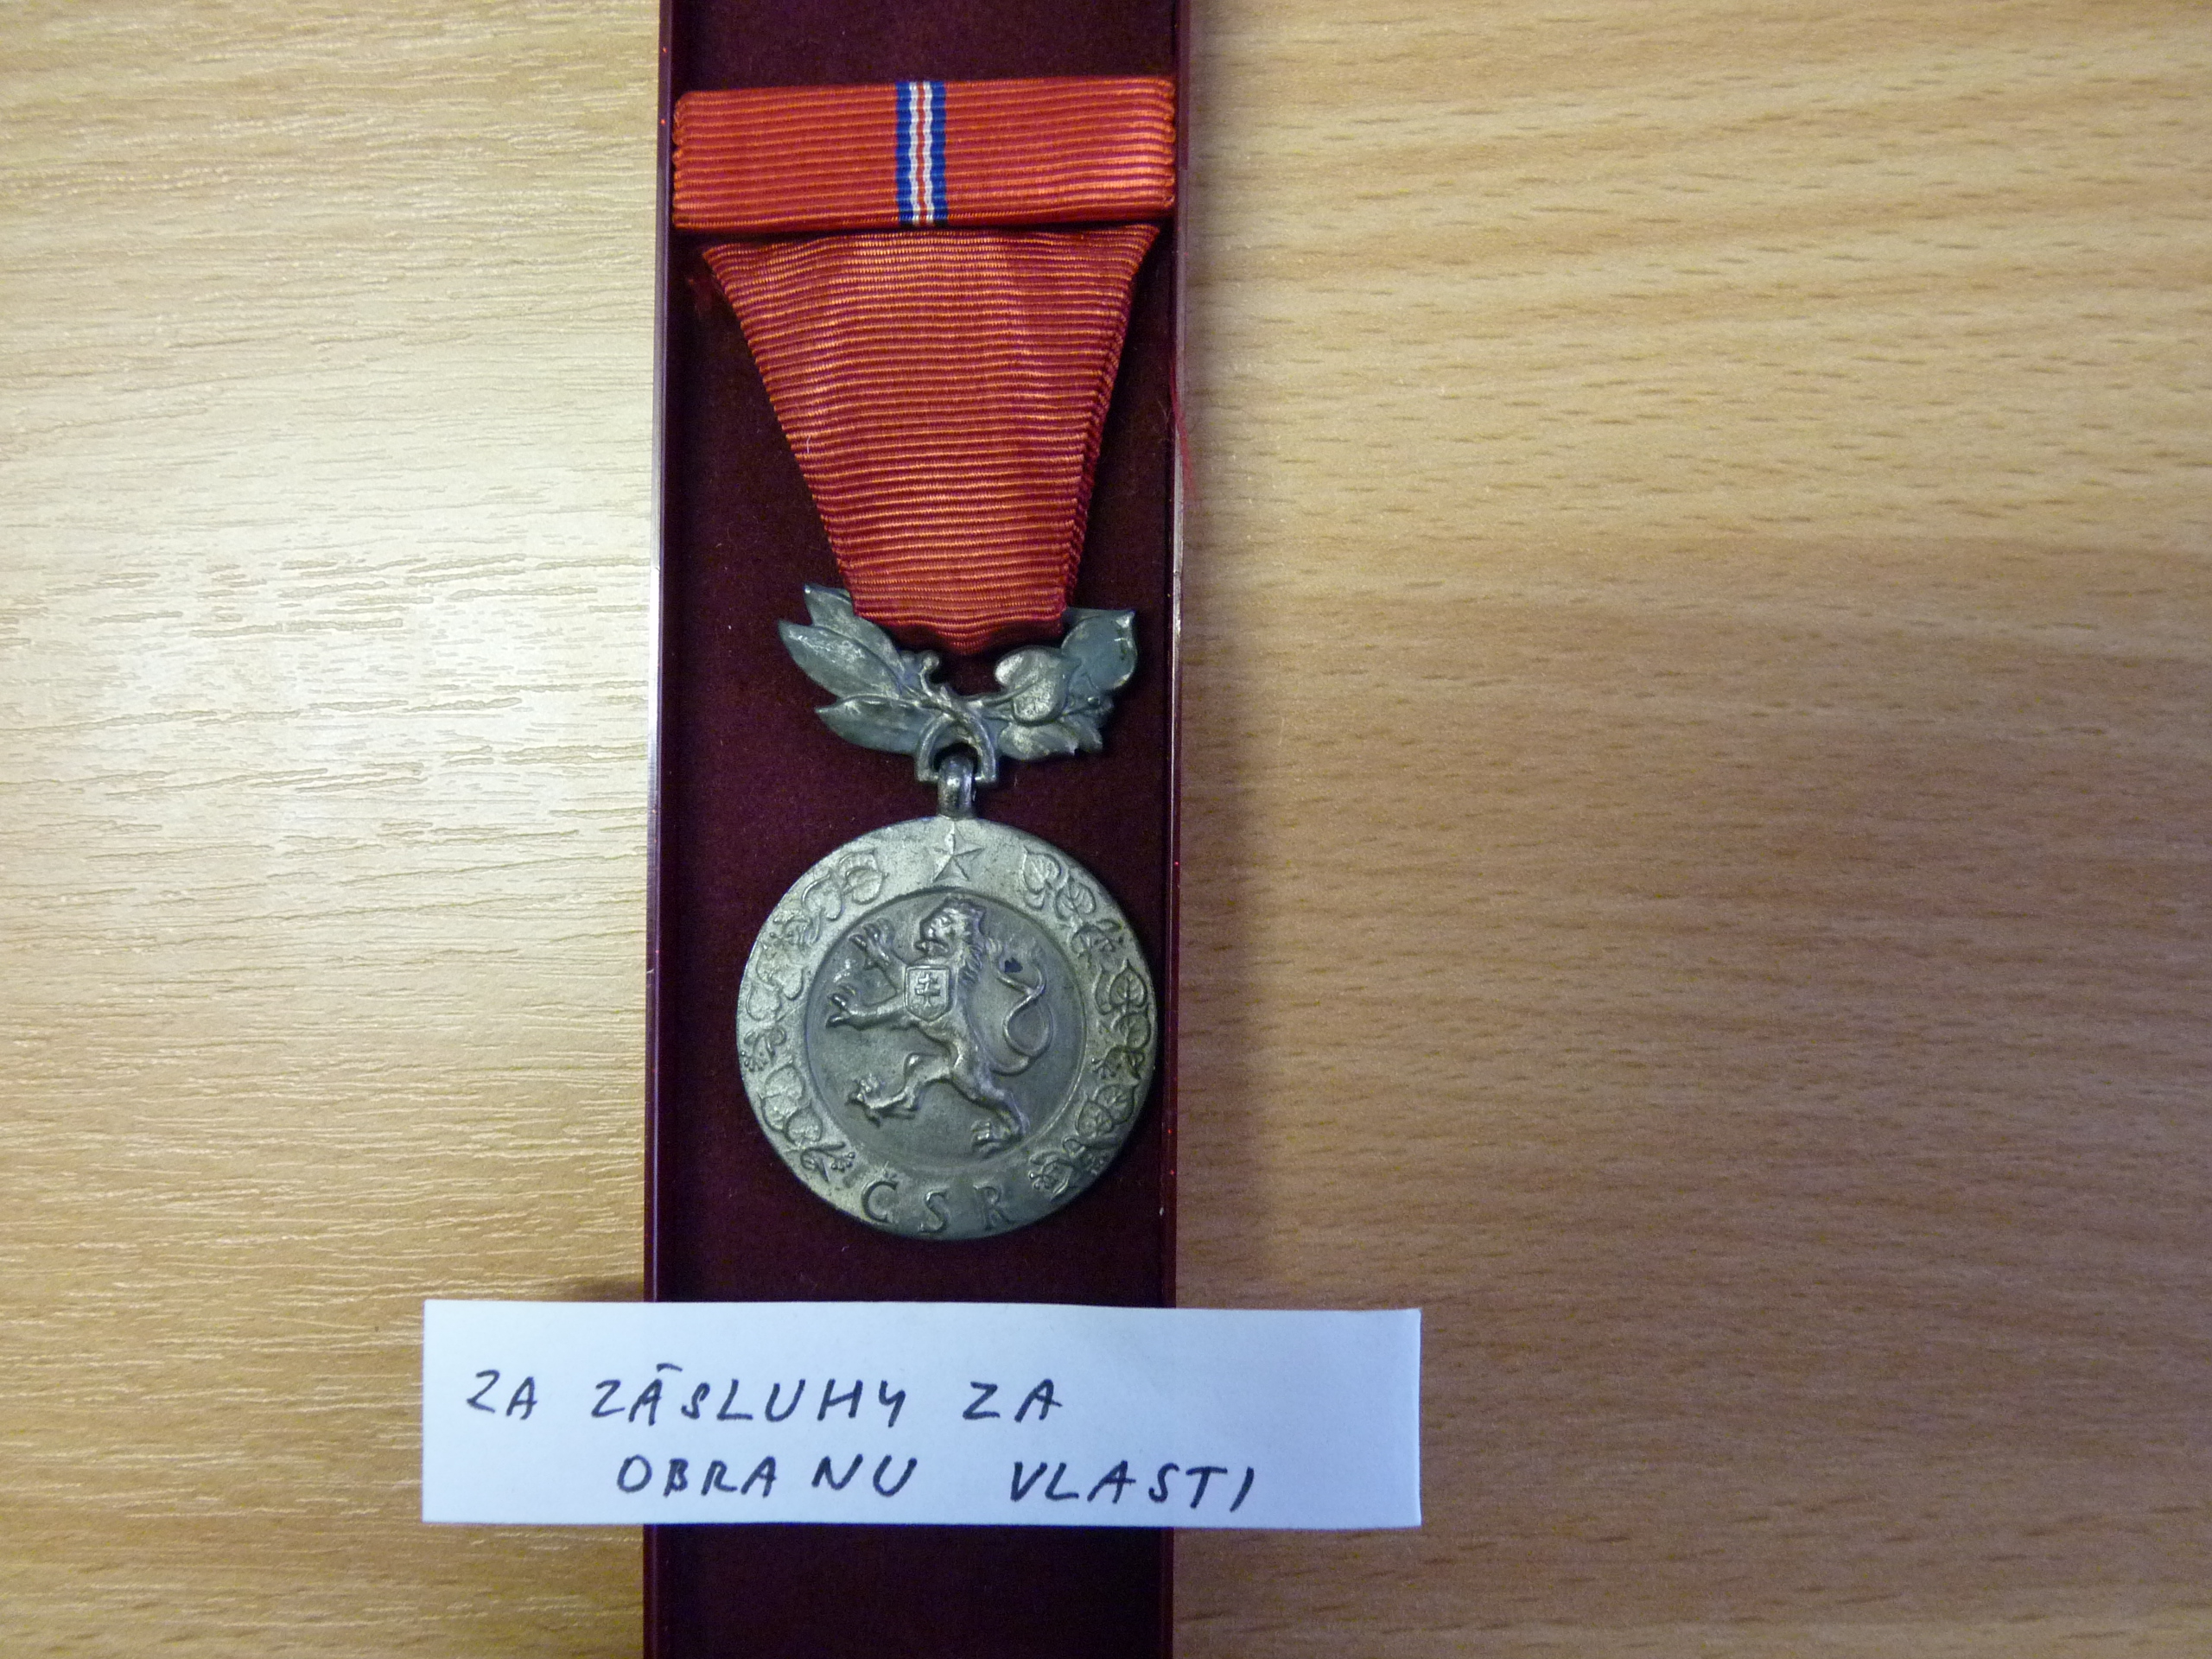 ČSR
ZA ZÁSLUHY ZA
OBRANU VLASTI